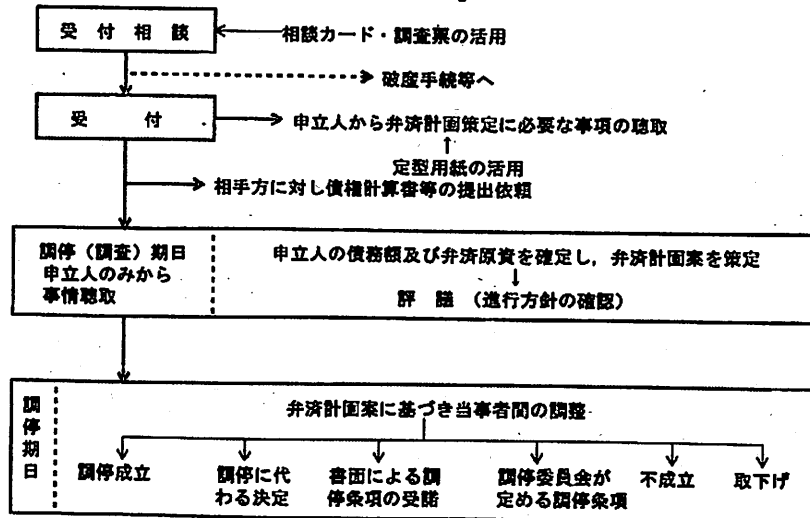 受付相談
相談カード・調査票の活用
破産手続等へ
受付
申立人から弁済計画策定に必要な事項の聴取
定型用紙の活用
相手方に対し債権計算書等の提出依頼
調停（調査）期日
申立人のみから
事情聴取
申立人の債務額及び弁済原資を確定し，弁済計画案を策定
評議（進行方針の確認）
調停期日
弁済計画案に基づき当事者間の調整
調停成立
調停に代
わる決定
書面による調
停条項の受諾
調停委員会が
定める調停条項
不成立
取下げ